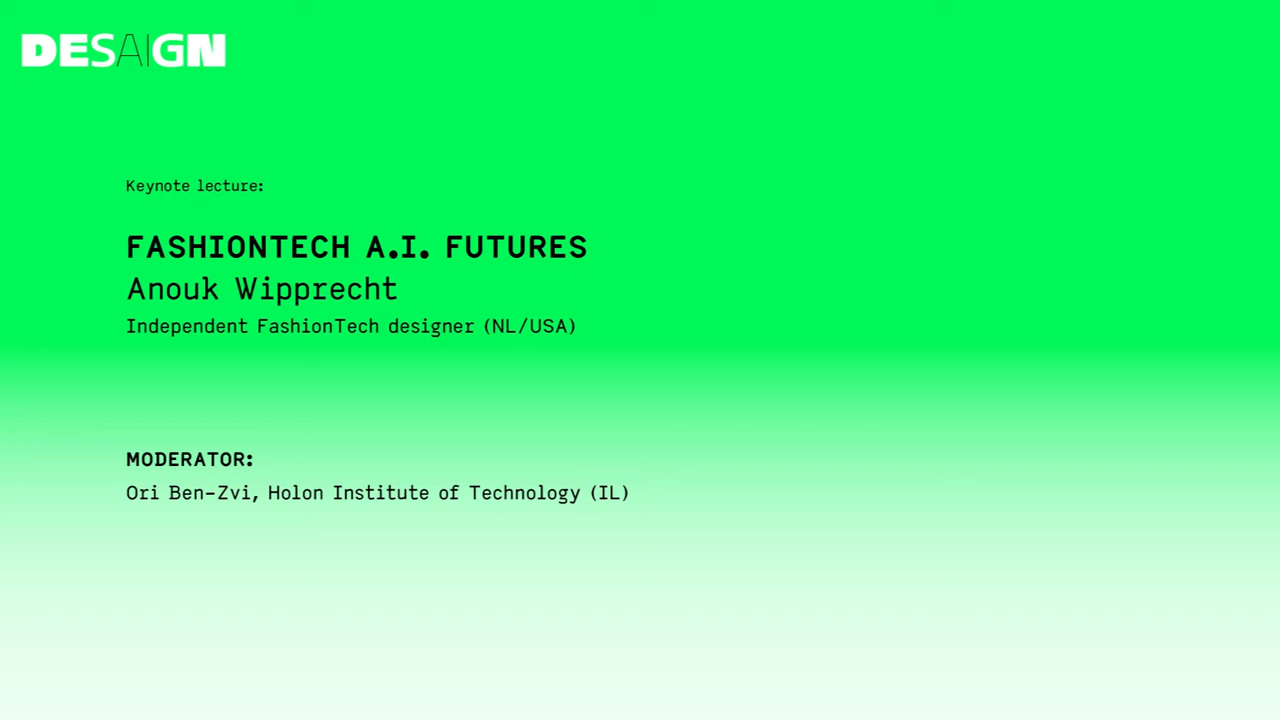 DESAIGN
Keynote lecture:
FASHIONTECH A.I. FUTURES
Anouk Wipprecht
Independent FashionTech designer (NL/USA)
MODERATOR:
Ori Ben-Zvi, Holon Institute of Technology (IL)